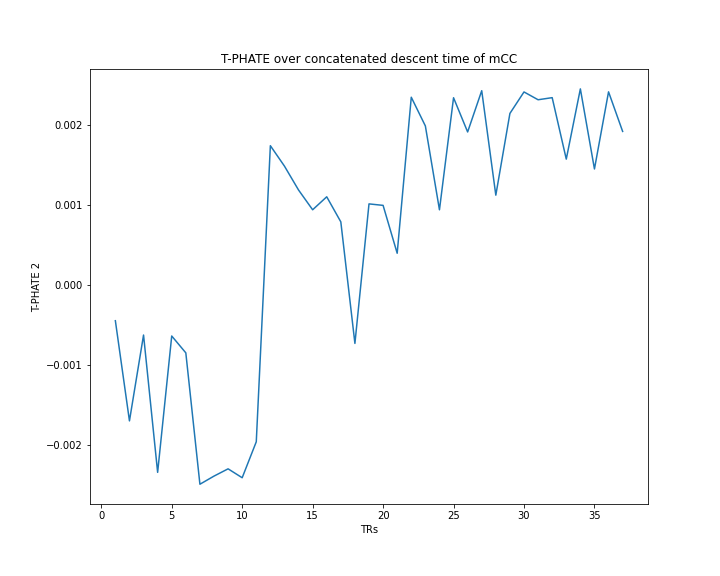 T-PHATE over concatenated descent time of mCC
0.002
0.001
0.000
−0.001
−0.002
T-PHATE 2
0 5 10 15 20 25 30 35
TRs